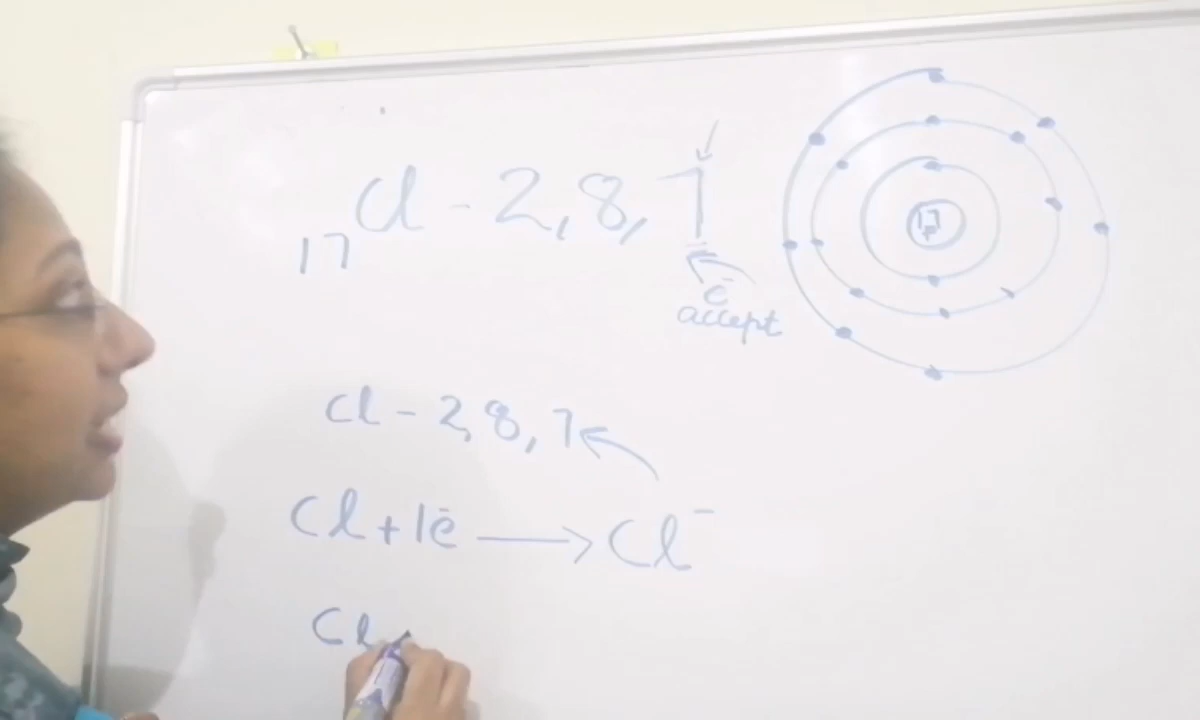 17Cl - 2, 8, 7
e⁻
accept
17
P
Cl - 2, 8, 7
Cl + 1e⁻ ⟶ Cl⁻
Cl